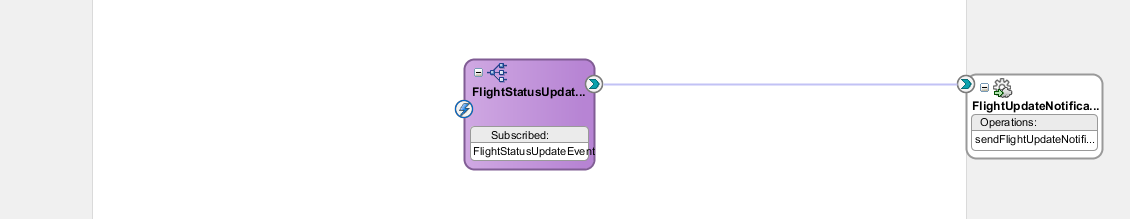 FlightStatusUpdat...
Subscribed:
FlightStatusUpdateEvent
FlightUpdateNotifica...
Operations:
sendFlightUpdateNotifi...